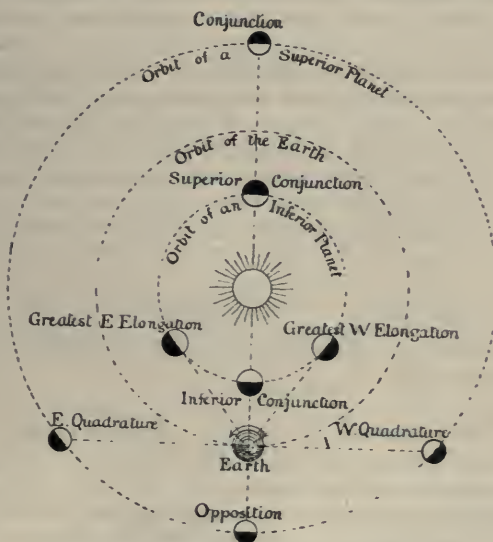 Conjunction
Orbit of a Superior Planet
Orbit of the Earth
Superior Conjunction
Orbit of an Inferior Planet
Greatest E Elongation
Greatest W Elongation
Inferior Conjunction
E. Quadrature
W. Quadrature
Earth
Opposition